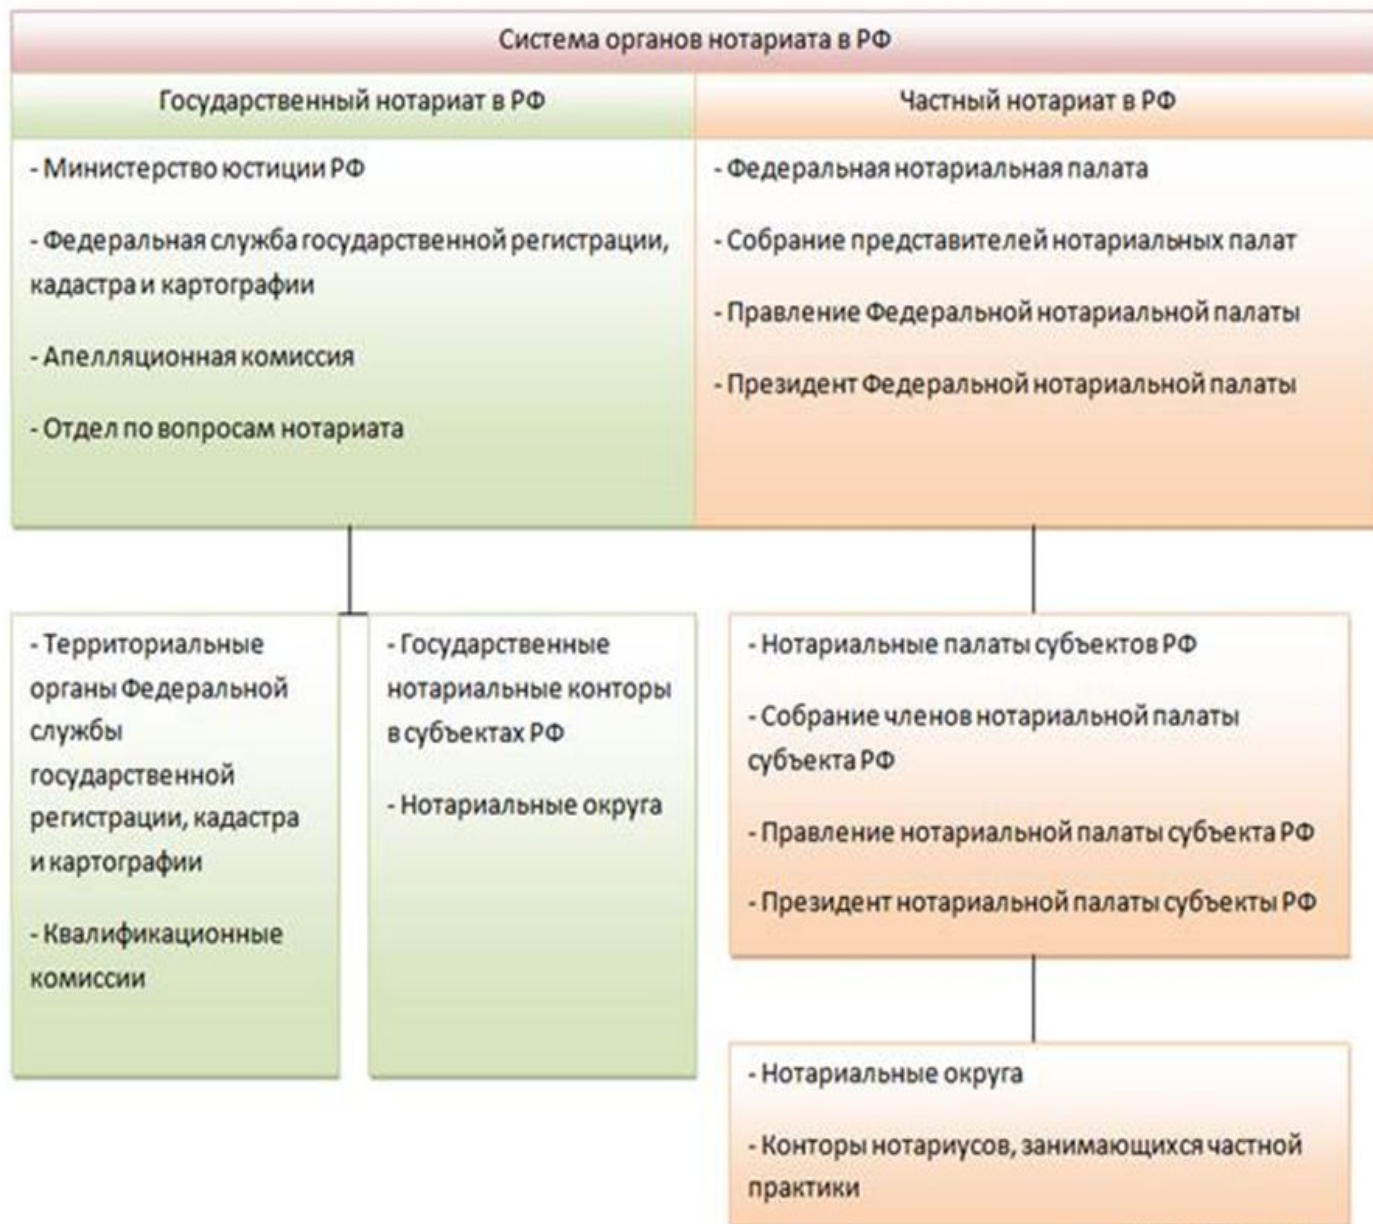 Система органов нотариата в РФ
Государственный нотариат в РФ
Частный нотариат в РФ
- Министерство юстиции РФ
- Федеральная служба государственной регистрации,
кадастра и картографии
- Апелляционная комиссия
- Отдел по вопросам нотариата
- Федеральная нотариальная палата
- Собрание представителей нотариальных палат
- Правление Федеральной нотариальной палаты
- Президент Федеральной нотариальной палаты
- Территориальные
органы Федеральной
службы
государственной
регистрации, кадастра
и картографии
- Квалификационные
комиссии
- Государственные
нотариальные конторы
в субъектах РФ
- Нотариальные округа
- Нотариальные палаты субъектов РФ
- Собрание членов нотариальной палаты
субъекта РФ
- Правление нотариальной палаты субъекта РФ
- Президент нотариальной палаты субъекты РФ
- Нотариальные округа
- Конторы нотариусов, занимающихся частной
практики